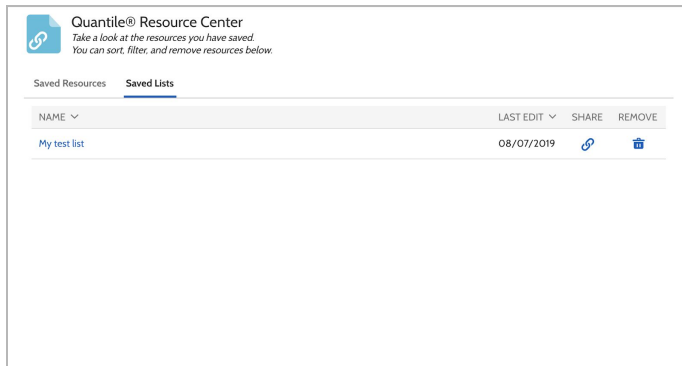 Quantile® Resource Center
Take a look at the resources you have saved.
You can sort, filter, and remove resources below.
Saved Resources Saved Lists
NAME LAST EDIT SHARE REMOVE
My test list 08/07/2019